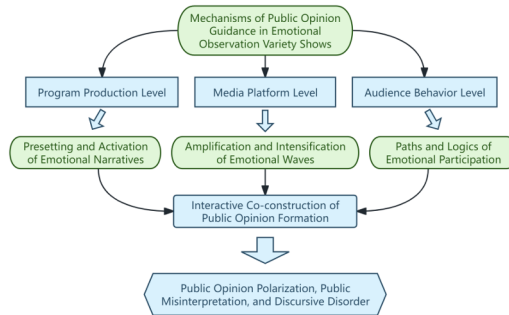 Mechanisms of Public Opinion
Guidance in Emotional
Observation Variety Shows
Program Production Level
Media Platform Level
Audience Behavior Level
Presetting and Activation
of Emotional Narratives
Amplification and Intensification
of Emotional Waves
Paths and Logics of
Emotional Participation
Interactive Co-construction of
Public Opinion Formation
Public Opinion Polarization, Public
Misinterpretation, and Discursive Disorder